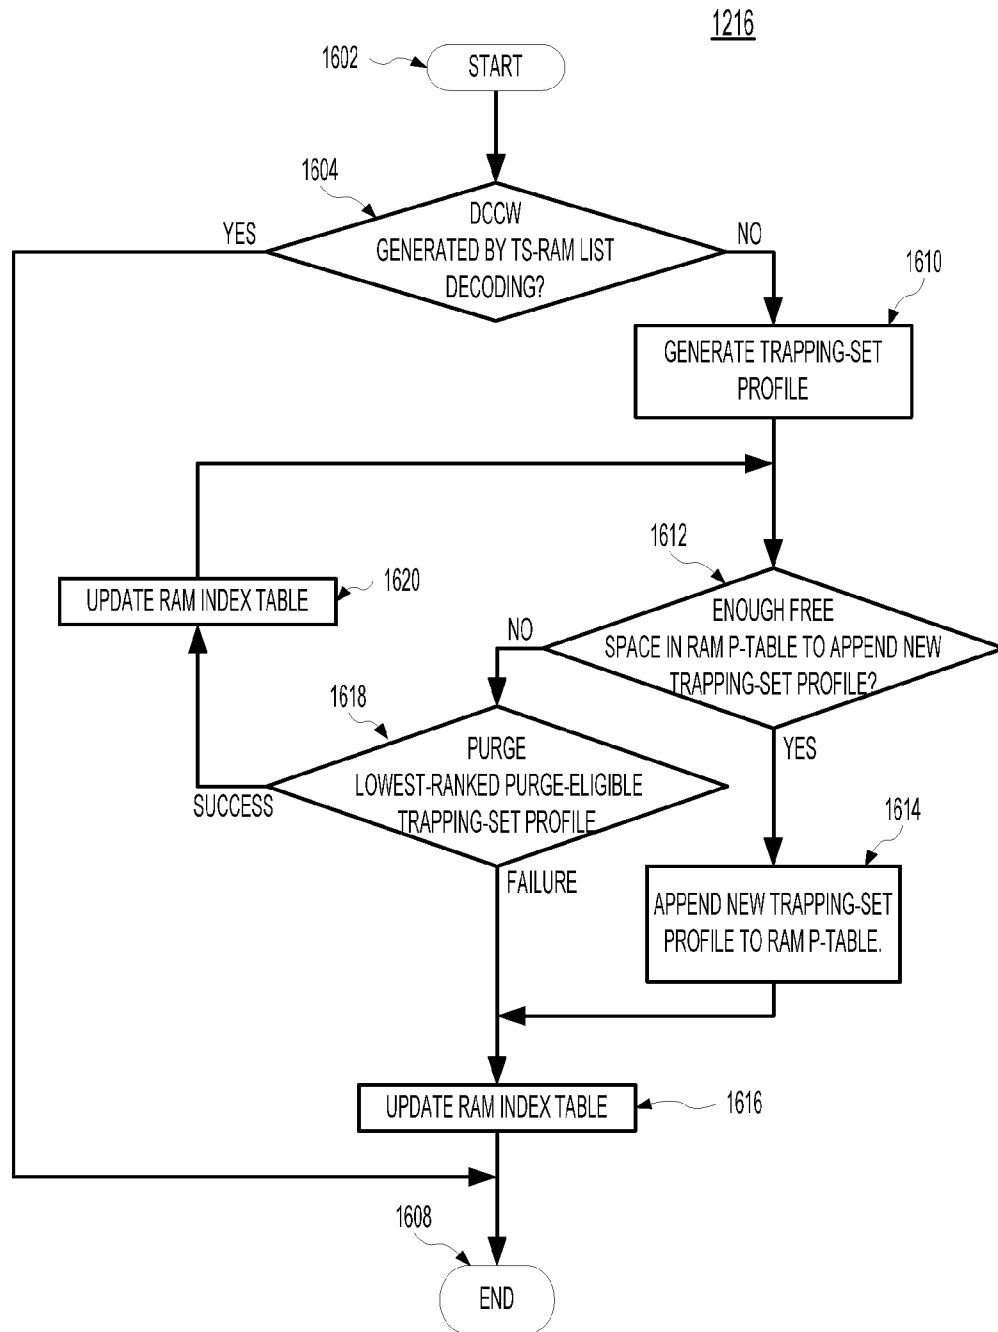 1216
1602
START
1604
DCCW
GENERATED BY TS-RAM LIST
DECODING?
YES
NO
1610
GENERATE TRAPPING-SET
PROFILE
1612
ENOUGH FREE
SPACE IN RAM P-TABLE TO APPEND NEW
TRAPPING-SET PROFILE?
NO
YES
1620
UPDATE RAM INDEX TABLE
1618
PURGE
LOWEST-RANKED PURGE-ELIGIBLE
TRAPPING-SET PROFILE
SUCCESS
FAILURE
1614
APPEND NEW TRAPPING-SET
PROFILE TO RAM P-TABLE.
UPDATE RAM INDEX TABLE
1616
1608
END